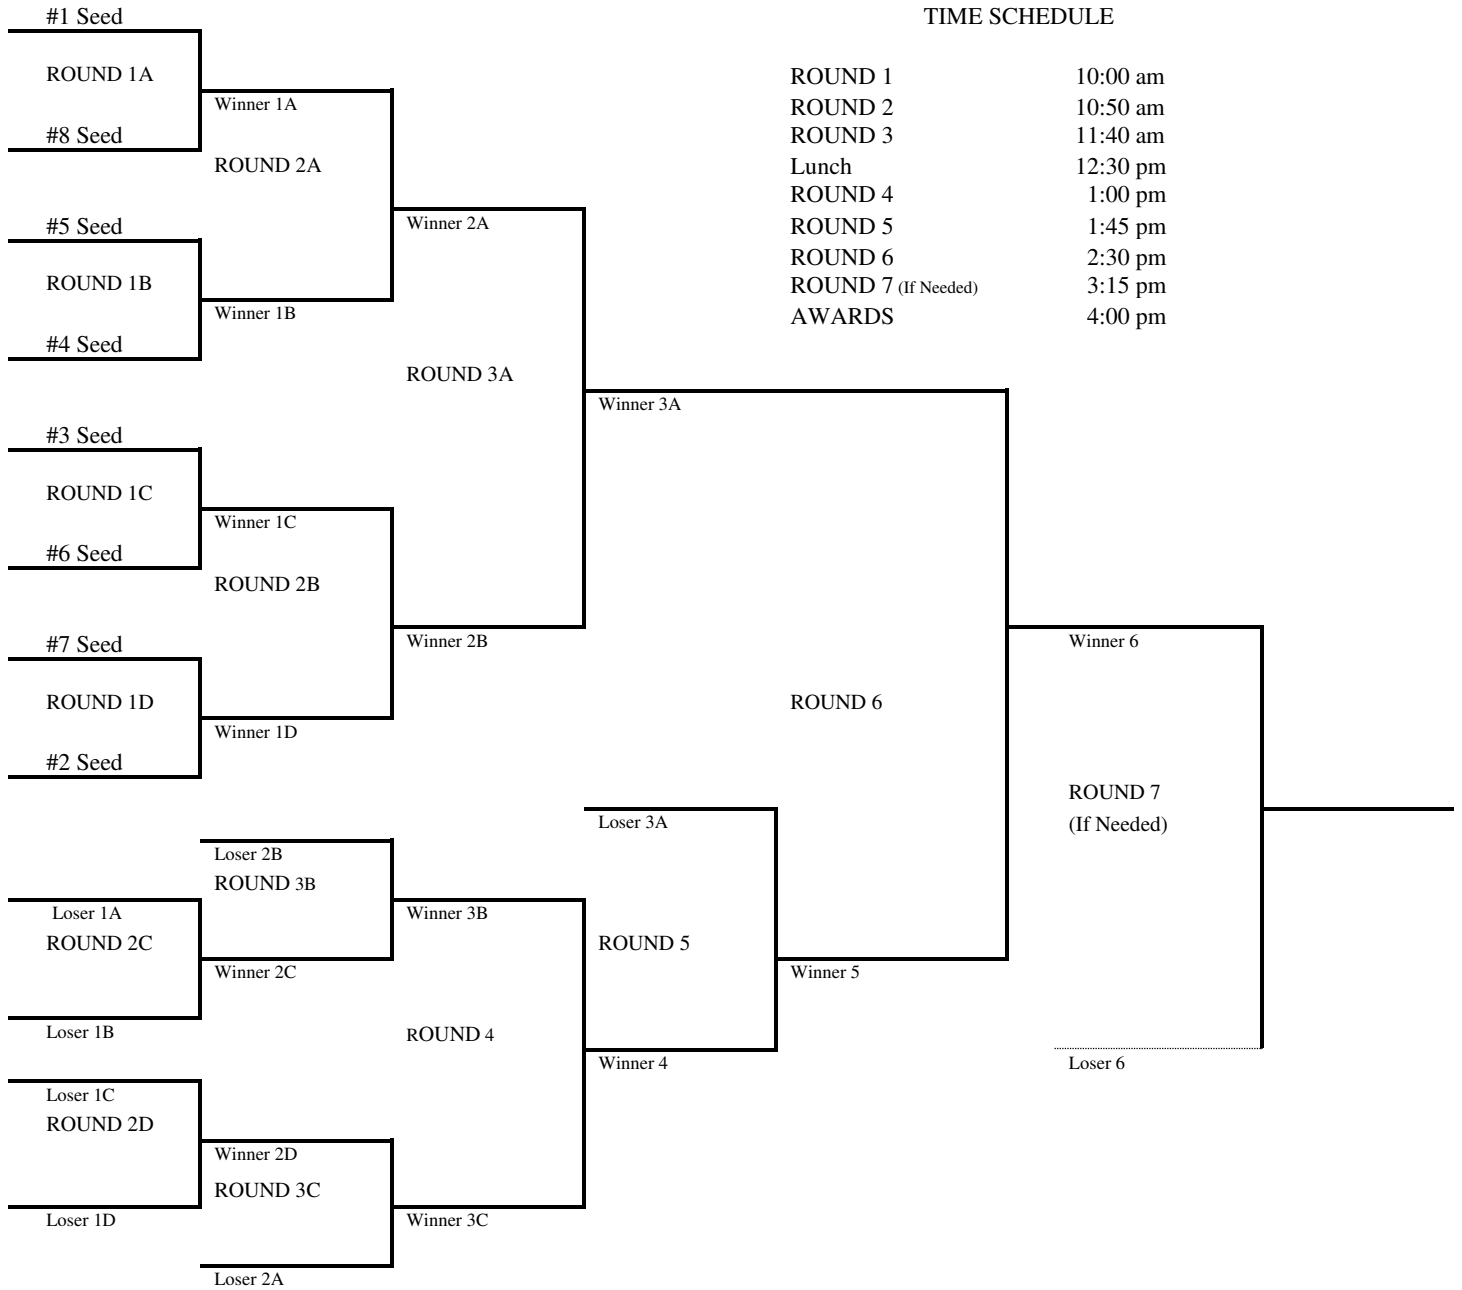 #1 Seed
TIME SCHEDULE
ROUND 1A
ROUND 1 10:00 am
Winner 1A
ROUND 2 10:50 am
#8 Seed
ROUND 3 11:40 am
ROUND 2A
Lunch 12:30 pm
ROUND 4 1:00 pm
#5 Seed
Winner 2A
ROUND 5 1:45 pm
ROUND 6 2:30 pm
ROUND 1B
ROUND 7 (If Needed) 3:15 pm
Winner 1B
AWARDS 4:00 pm
#4 Seed
ROUND 3A
Winner 3A
#3 Seed
ROUND 1C
Winner 1C
#6 Seed
ROUND 2B
#7 Seed
Winner 2B
Winner 6
ROUND 1D
ROUND 6
Winner 1D
#2 Seed
ROUND 7
(If Needed)
Loser 3A
Loser 2B
ROUND 3B
Loser 1A
Winner 3B
ROUND 2C
ROUND 5
Winner 2C
Winner 5
Loser 1B
ROUND 4
Winner 4
Loser 6
Loser 1C
ROUND 2D
Winner 2D
ROUND 3C
Loser 1D
Winner 3C
Loser 2A